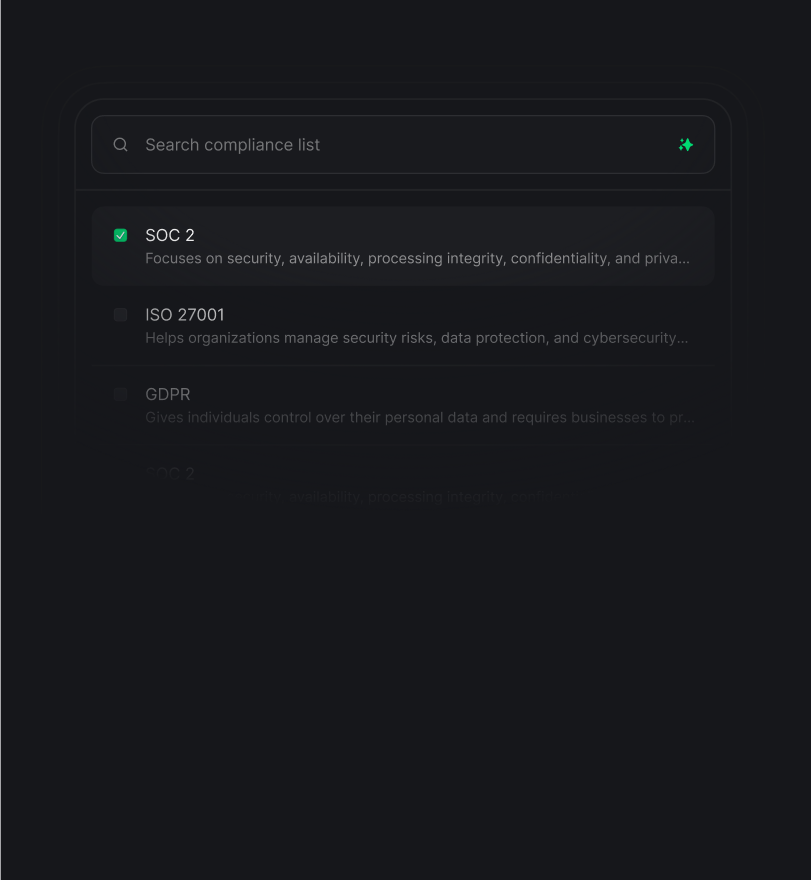 Search compliance list
SOC 2
Focuses on security, availability, processing integrity, confidentiality, and priva...
ISO 27001
Helps organizations manage security risks, data protection, and cybersecurity...
GDPR
Gives individuals control over their personal data and requires businesses to pr...
SOC 2
availability, processing integrity,